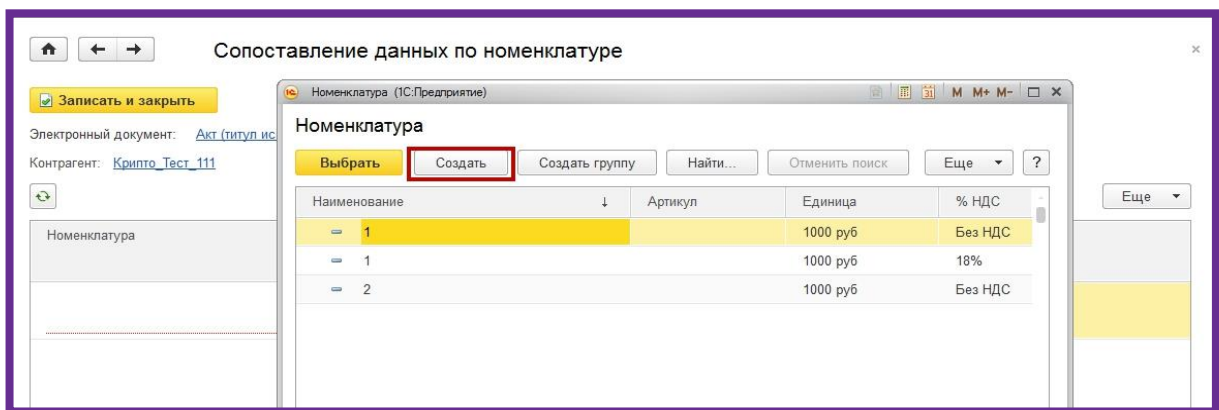 Сопоставление данных по номенклатуре
Записать и закрыть
Электронный документ: Акт (титул ис
Контрагент: Крипто_Тест_111
Еще
Номенклатура
Номенклатура (1С:Предприятие)
M M+ M-
Номенклатура
Выбрать Создать Создать группу Найти... Отменить поиск Еще ?
Наименование ↓ Артикул Единица % НДС
1 1000 руб Без НДС
1 1000 руб 18%
2 1000 руб Без НДС